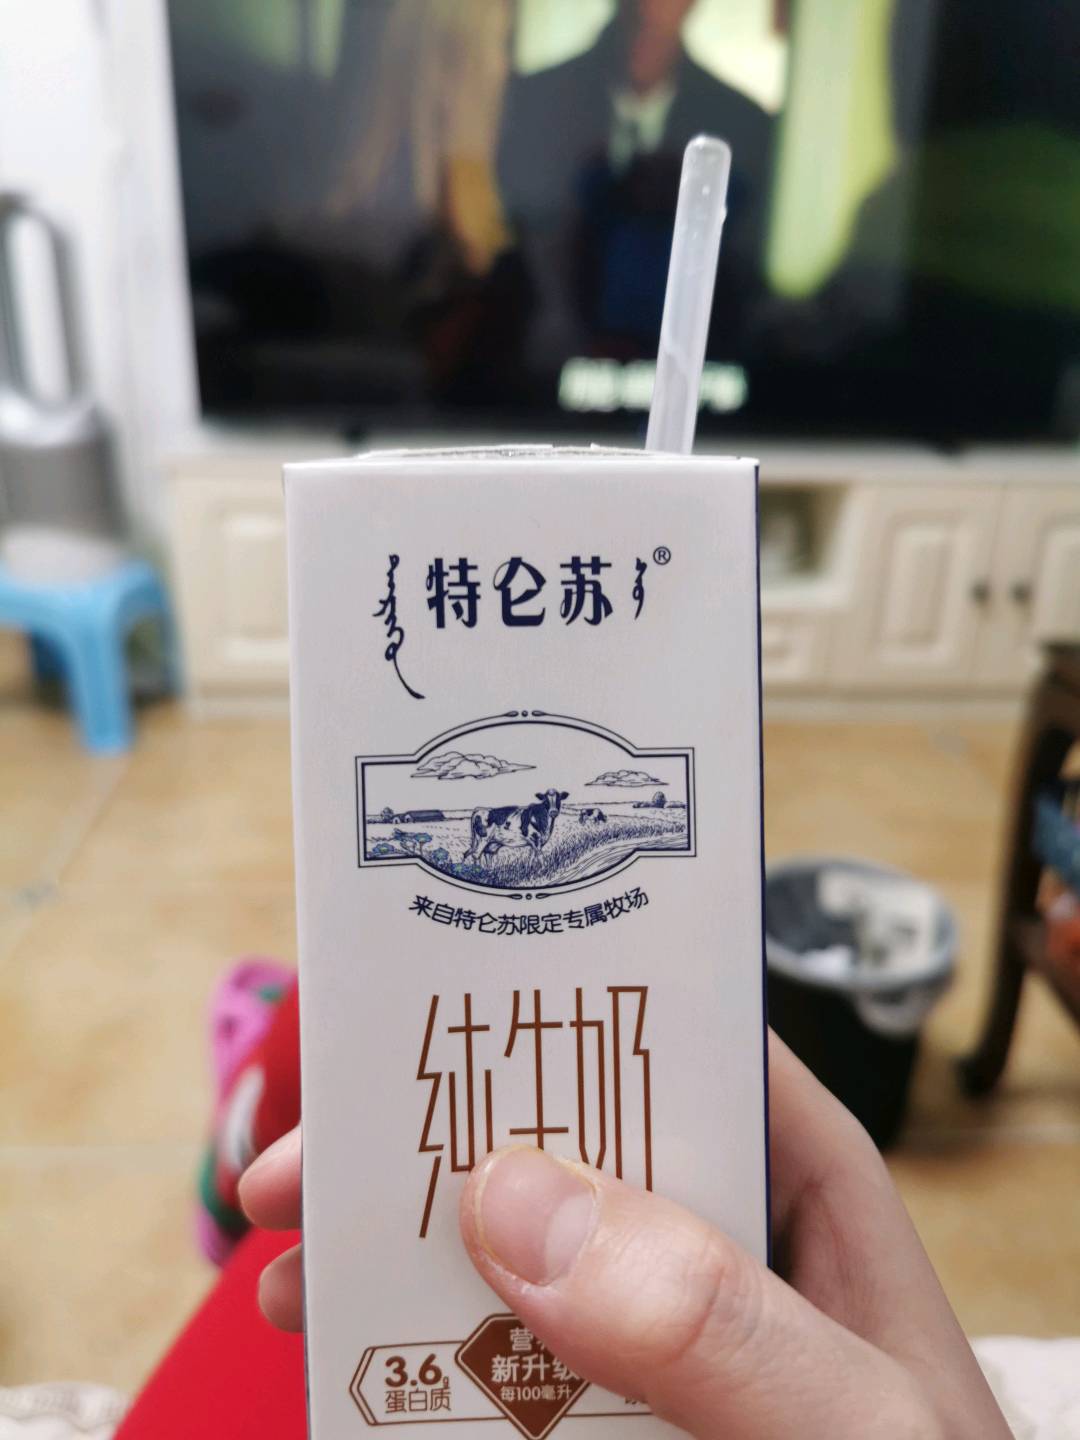 特仑苏®
来自特仑苏限定专属牧场
纯牛奶
3.6g
蛋白质
营
新升级
每100毫升